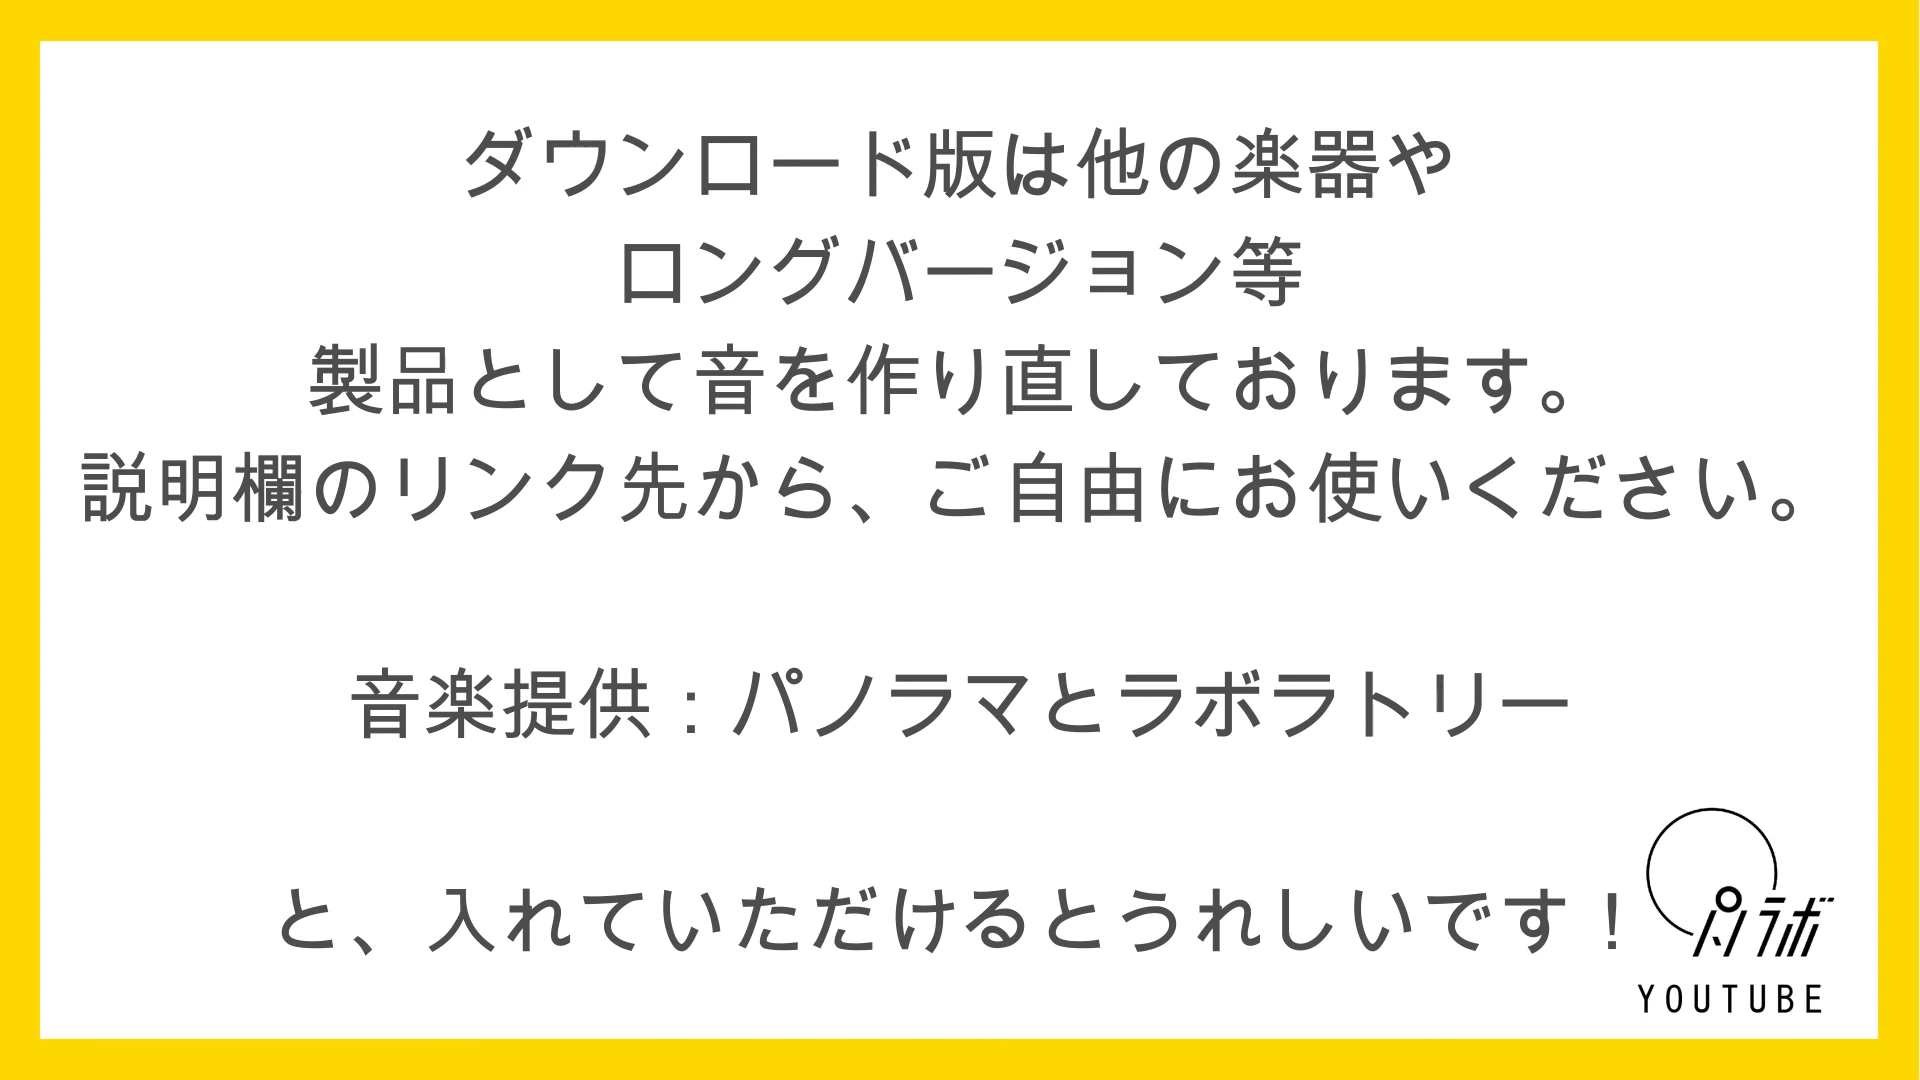 ダウンロード版は他の楽器や
ロングバージョン等
製品として音を作り直しております。
説明欄のリンク先から、ご自由にお使いください。
音楽提供：パノラマとラボラトリー
と、入れていただけるとうれしいです！
パラボ
YOUTUBE